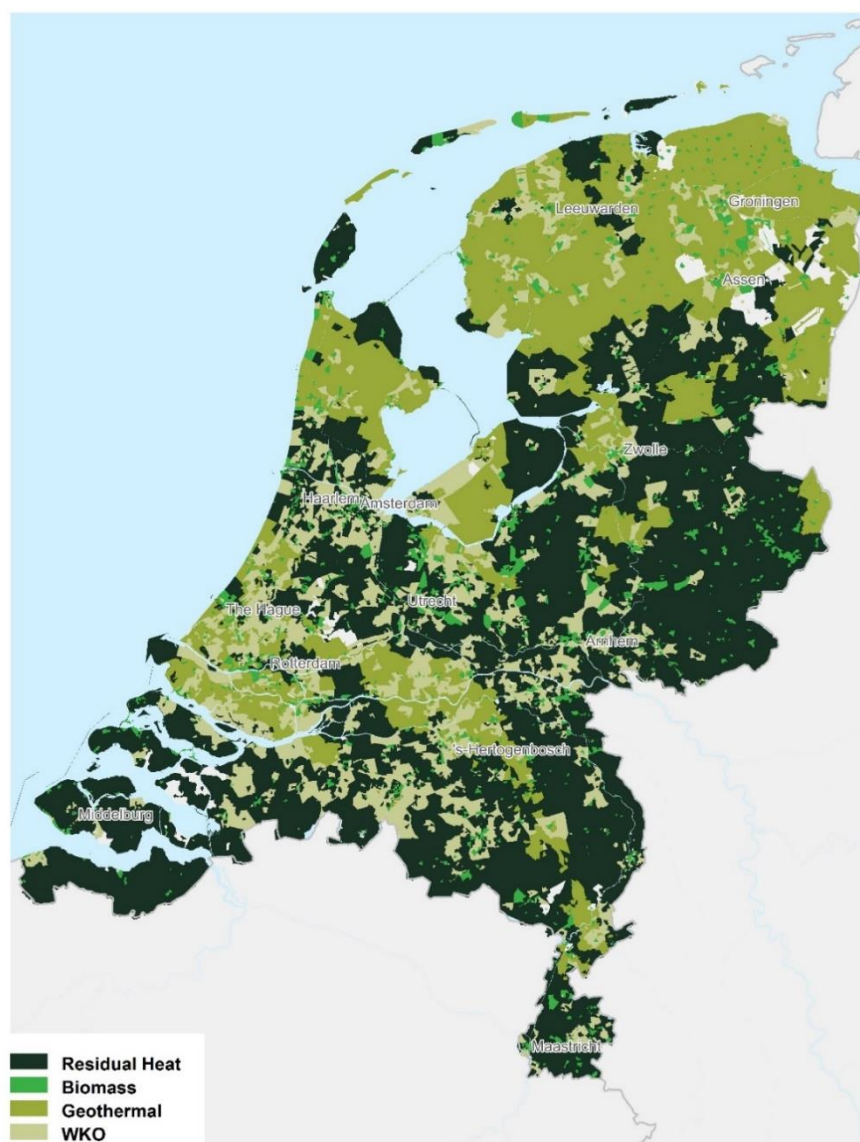 Groningen
Leeuwarden
Assen
Zwolle
Haarlem
Amsterdam
The Hague
Utrecht
Arnhem
Rotterdam
's-Hertogenbosch
Middelburg
Maastricht
Residual Heat
Biomass
Geothermal
WKO